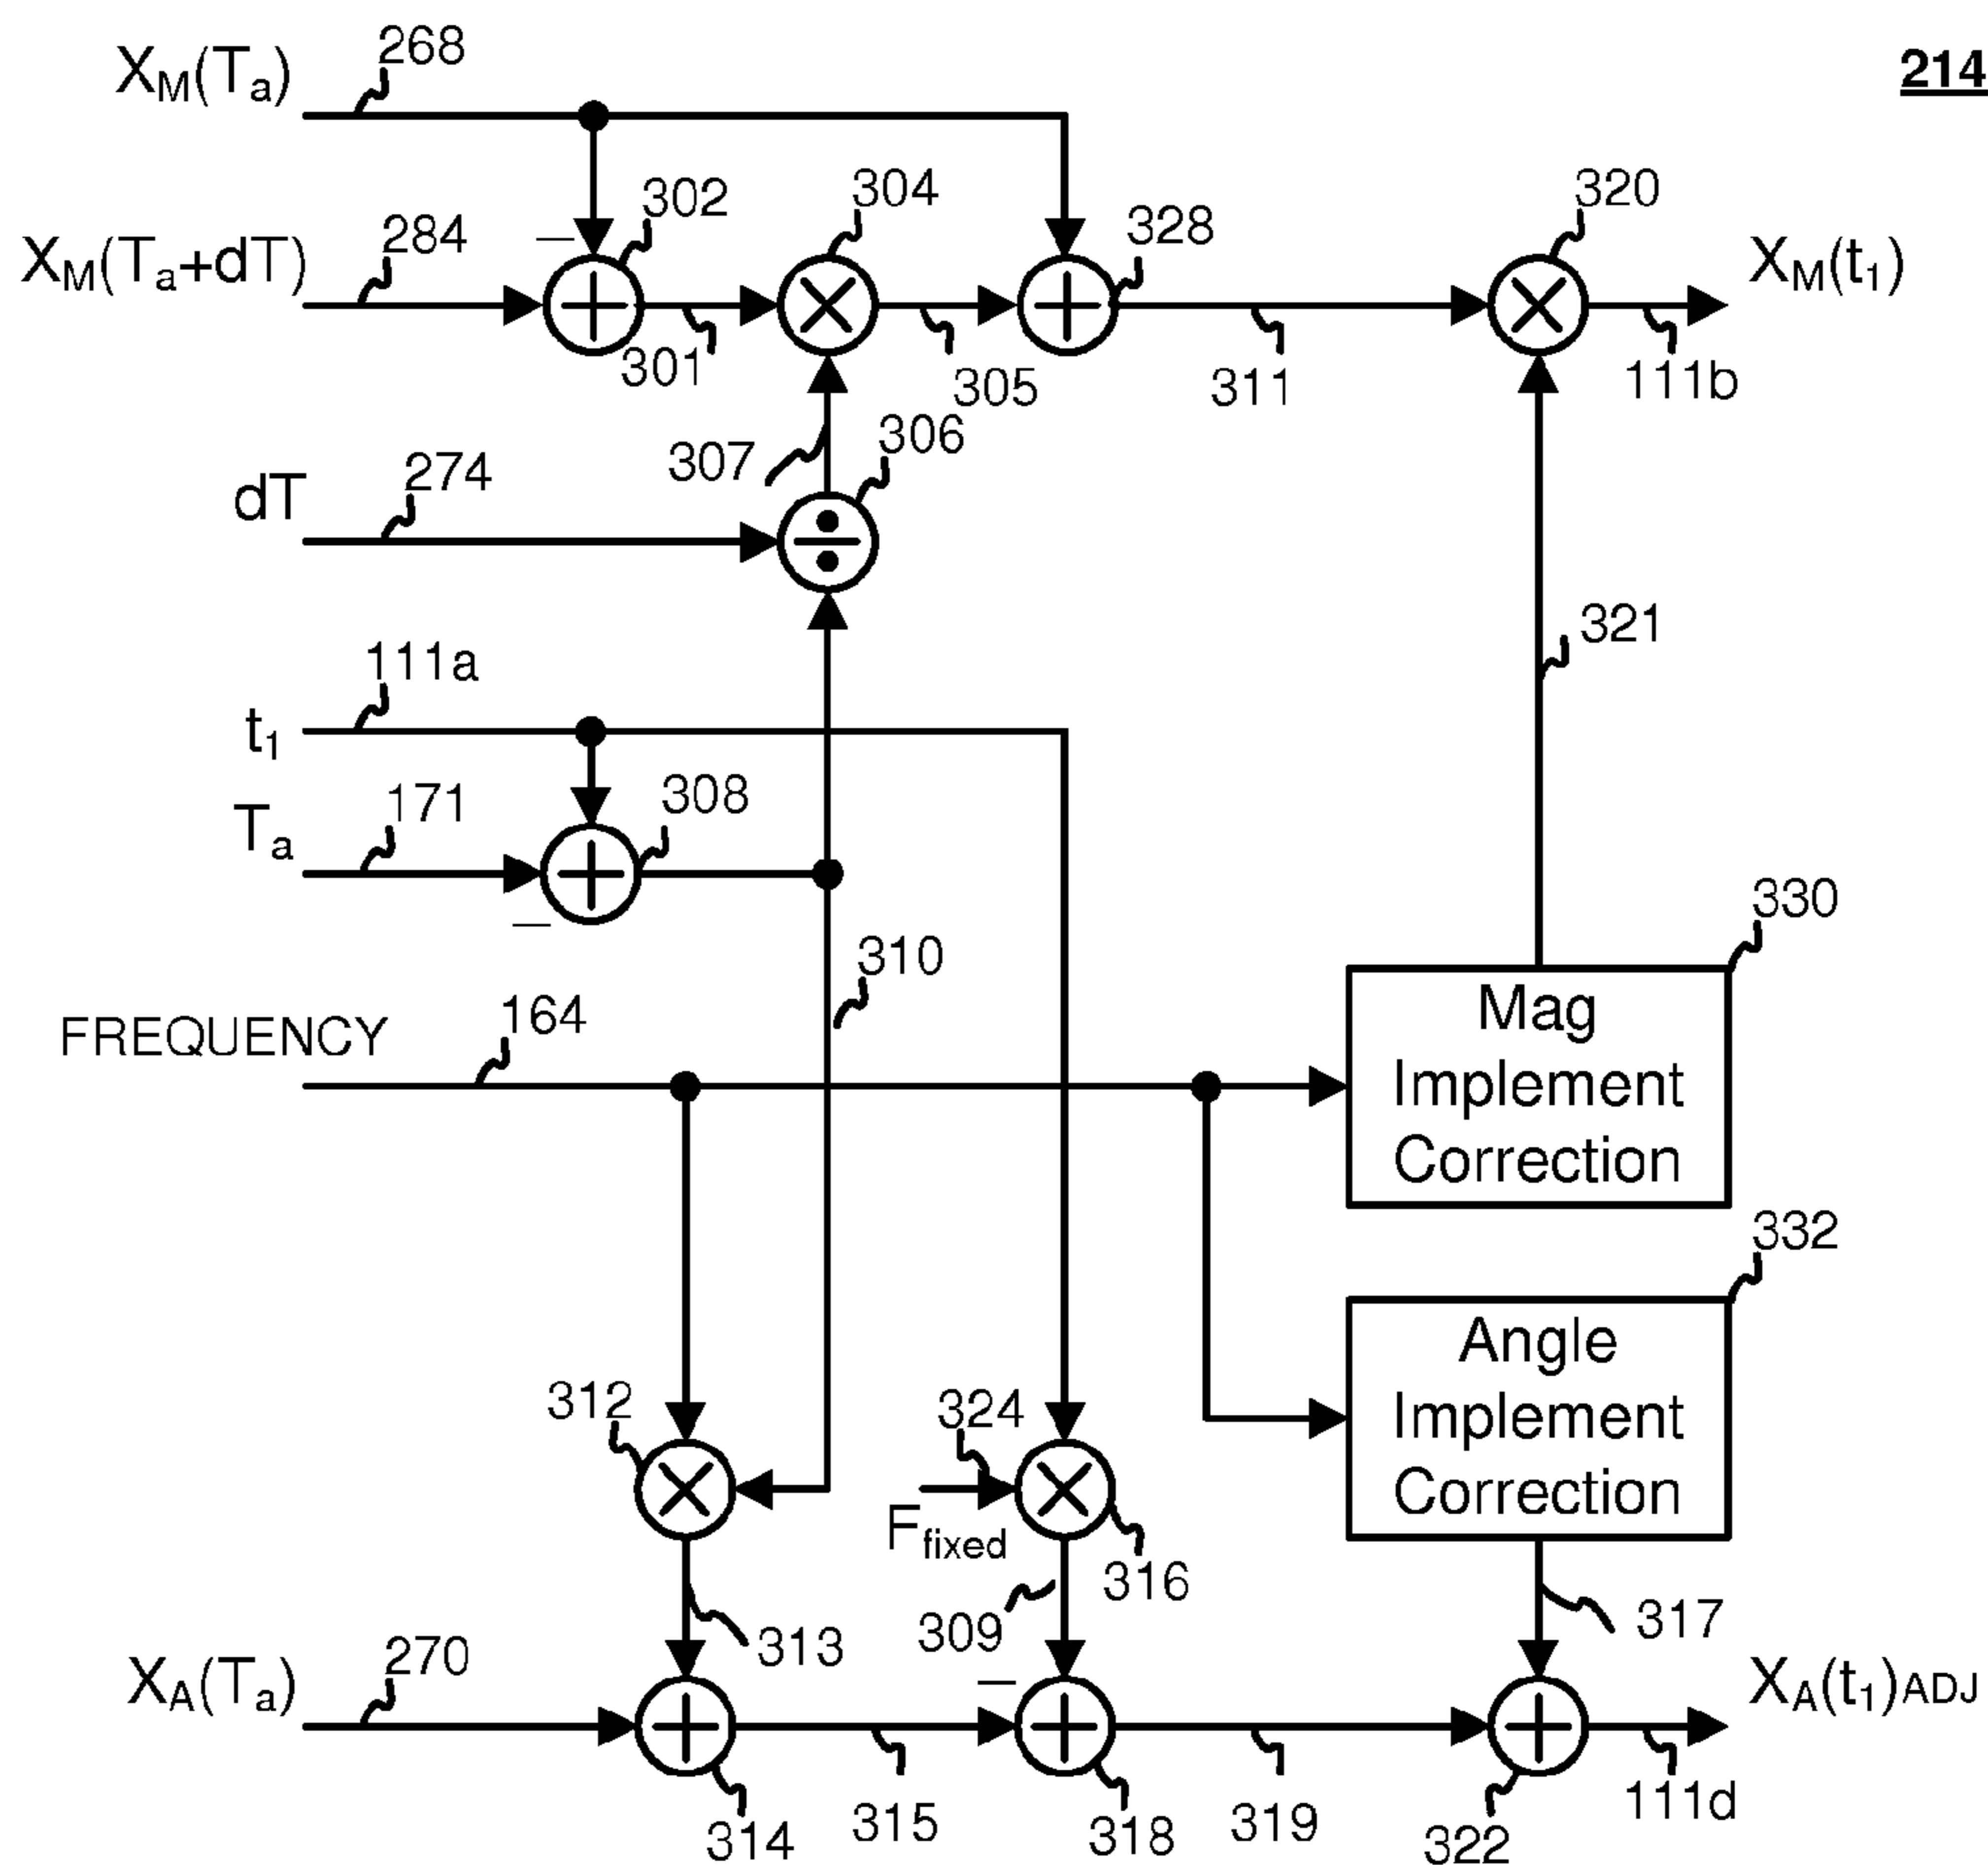 268
X_M(T_a)
214
302
304
320
284
328
X_M(T_a+dT)
–
X_M(t_1)
301
305
311
111b
307
306
274
dT
321
111a
t_1
171
308
T_a
–
330
310
164
Mag
Implement
Correction
FREQUENCY
332
Angle
Implement
Correction
312
324
F_fixed
316
309
317
313
270
–
X_A(T_a)
X_A(t_1)ADJ
314
315
318
319
322
111d